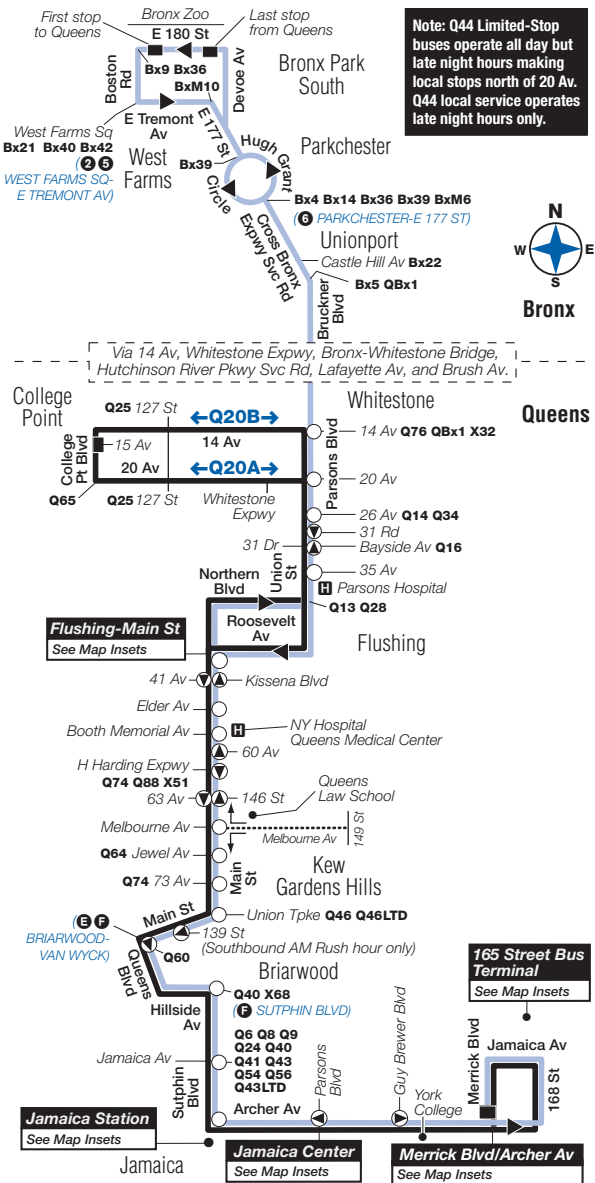 First stop
to Queens
Bronx Zoo
E 180 St
Last stop
from Queens
Note: Q44 Limited-Stop
buses operate all day but
late night hours making
local stops north of 20 Av.
Q44 local service operates
late night hours only.
Boston
Rd
Bx9 Bx36
BxM10
Devoe Av
Bronx Park
South
E Tremont
Av
E 177 St
West Farms Sq
Bx21 Bx40 Bx42
(2 5
WEST FARMS SQ-
E TREMONT AV)
West
Farms
Bx39
Hugh
Grant
Circle
Parkchester
Bx4 Bx14 Bx36 Bx39 BxM6
(6 PARKCHESTER-E 177 ST)
Cross Bronx
Expwy Svc Rd
Unionport
Castle Hill Av Bx22
Bx5 QBx1
Bruckner
Blvd
N
W
E
S
Bronx
Via 14 Av, Whitestone Expwy, Bronx-Whitestone Bridge,
Hutchinson River Pkwy Svc Rd, Lafayette Av, and Brush Av.
College
Point
Q25 127 St
Q20B
Whitestone
Queens
College
Pt Blvd
15 Av
14 Av
14 Av Q76 QBx1 X32
Parsons Blvd
20 Av
Q20A
20 Av
Q65
Q25 127 St
Whitestone
Expwy
26 Av Q14 Q34
31 Rd
31 Dr
Bayside Av Q16
Union
St
35 Av
H Parsons Hospital
Northern
Blvd
Q13 Q28
Roosevelt
Av
Flushing-Main St
See Map Insets
Flushing
41 Av
Kissena Blvd
Elder Av
Booth Memorial Av
H
NY Hospital
Queens Medical Center
60 Av
H Harding Expwy
Q74 Q88 X51
63 Av
146 St
Queens
Law School
Melbourne Av
Melbourne Av
149 St
Q64 Jewel Av
Main
St
Kew
Gardens Hills
Q74 73 Av
Main St
Union Tpke Q46 Q46LTD
139 St
(Southbound AM Rush hour only)
(E F
BRIARWOOD-
VAN WYCK)
Q60
Queens
Blvd
Briarwood
Q40 X68
(F SUTPHIN BLVD)
Hillside
Av
165 Street Bus
Terminal
See Map Insets
Q6 Q8 Q9
Q24 Q40
Q41 Q43
Q54 Q56
Q43LTD
Jamaica Av
Sutphin
Blvd
Parsons
Blvd
Guy Brewer Blvd
Merrick Blvd
Jamaica Av
168 St
York
College
Archer Av
Jamaica Station
See Map Insets
Jamaica
Jamaica Center
See Map Insets
Merrick Blvd/Archer Av
See Map Insets